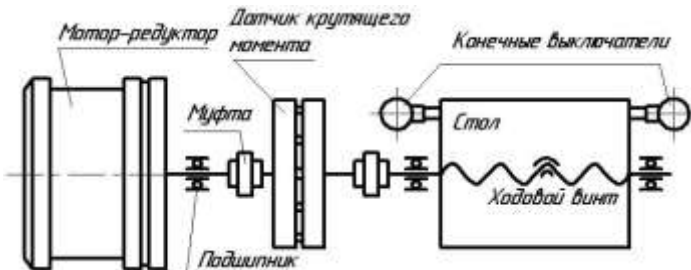 Мотор-редуктор
Датчик крутящего
момента
Конечные выключатели
Муфта
Стол
Ходовой винт
Подшипник